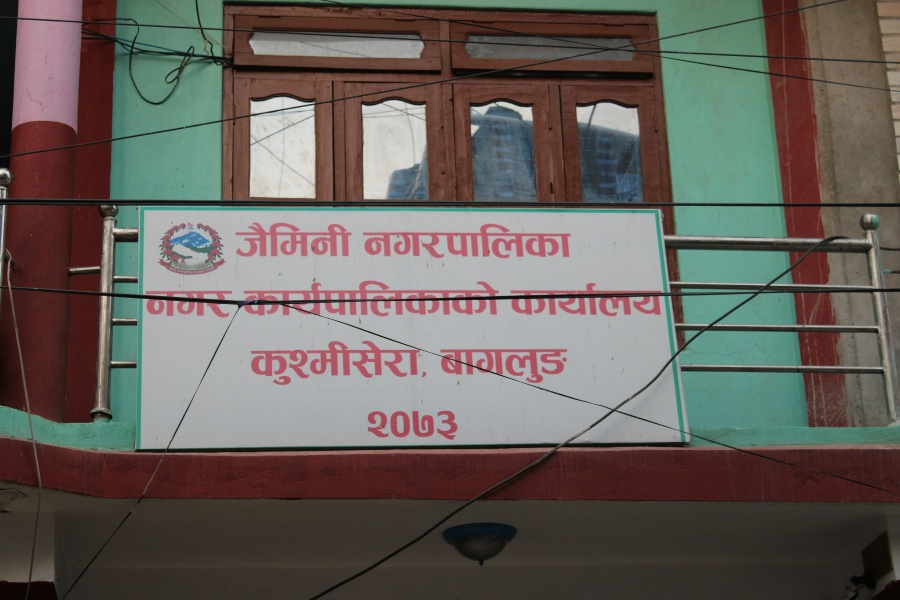 जैमिनी नगरपालिका
नगर कार्यपालिकाको कार्यालय
कुश्मीसेरा, बागलुङ
२०७३